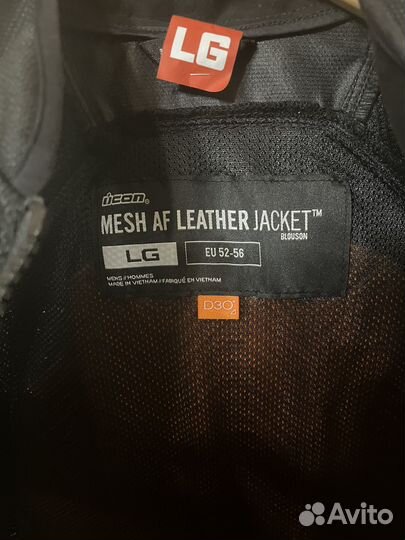 LG
icon®
MESH AF LEATHER JACKET™
BLOUSON
LG
EU 52-56
MENS // HOMMES
MADE IN VIETNAM / FABRIQUÉ EN VIETNAM
D3O®
Avito